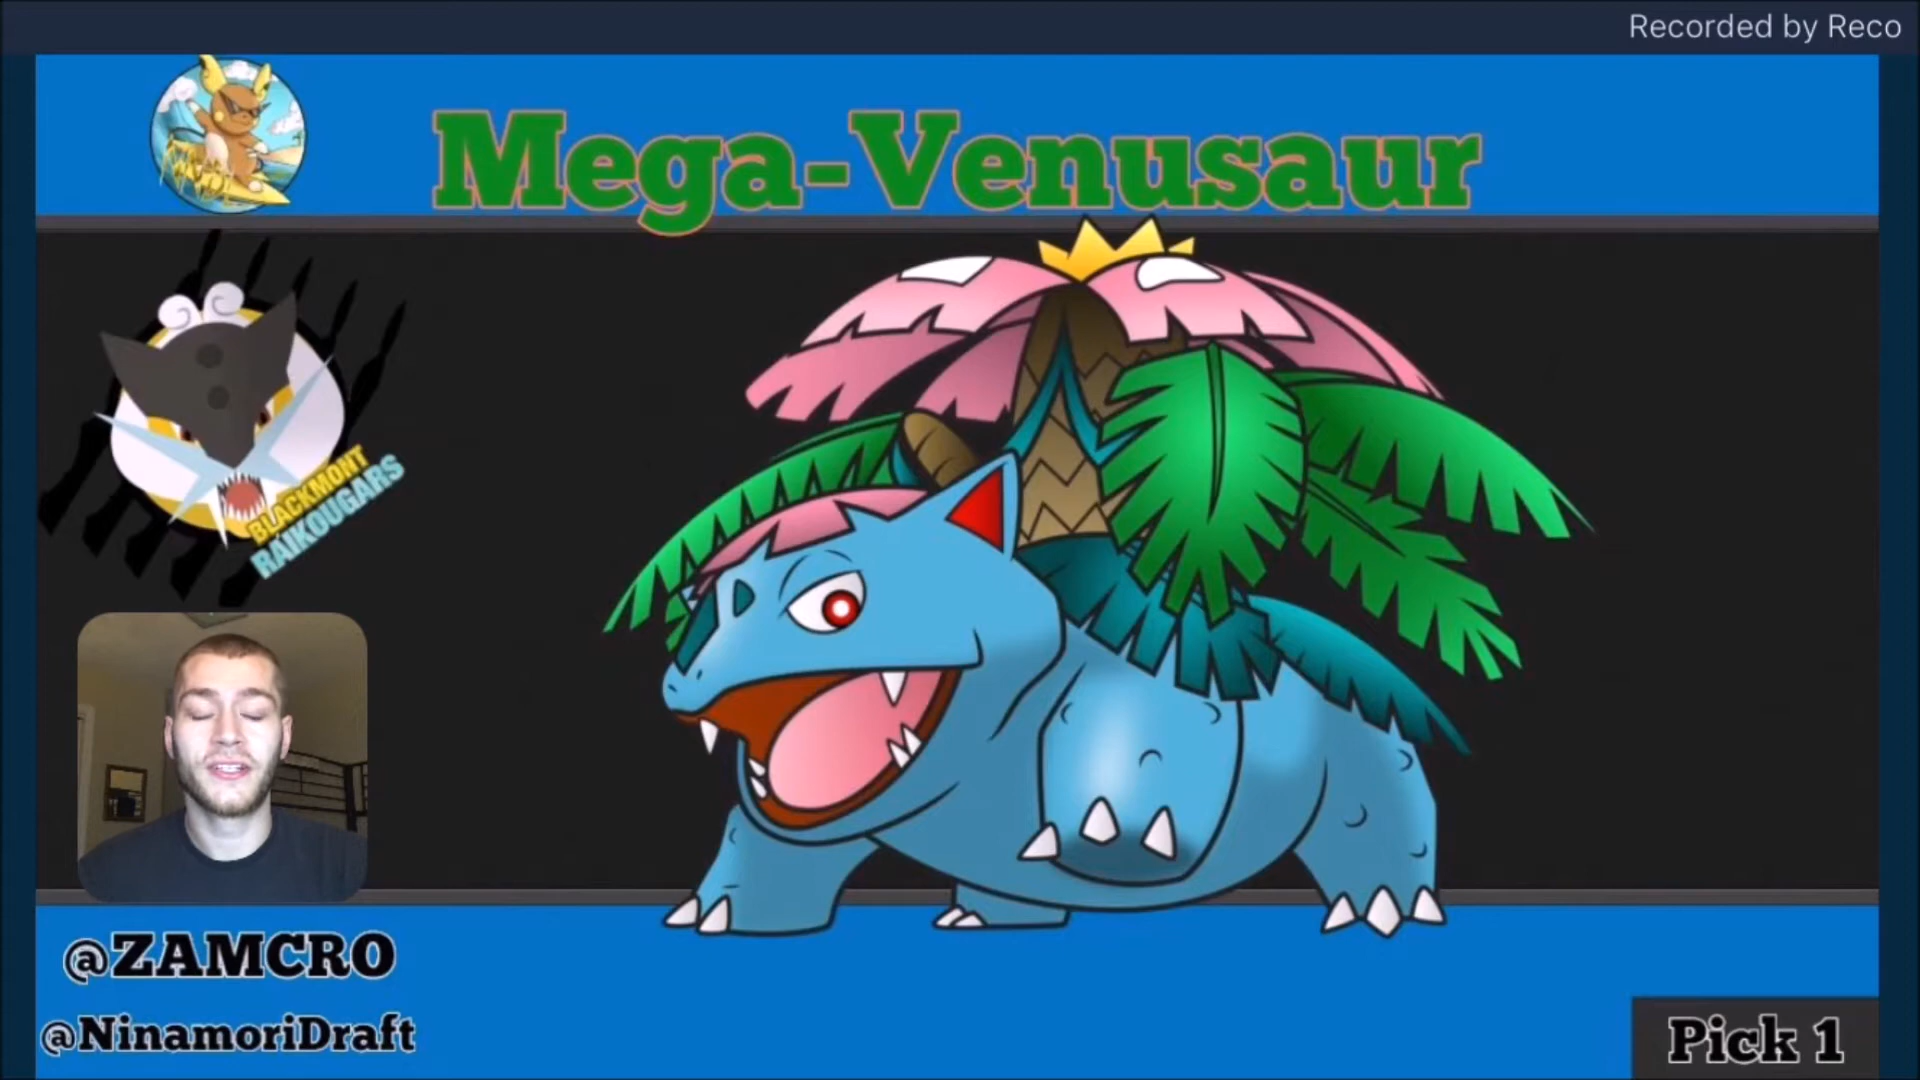 Recorded by Reco
Mega-Venusaur
BLACKMONT
RAIKOUGARS
@ZAMCRO
@NinamoriDraft
Pick 1